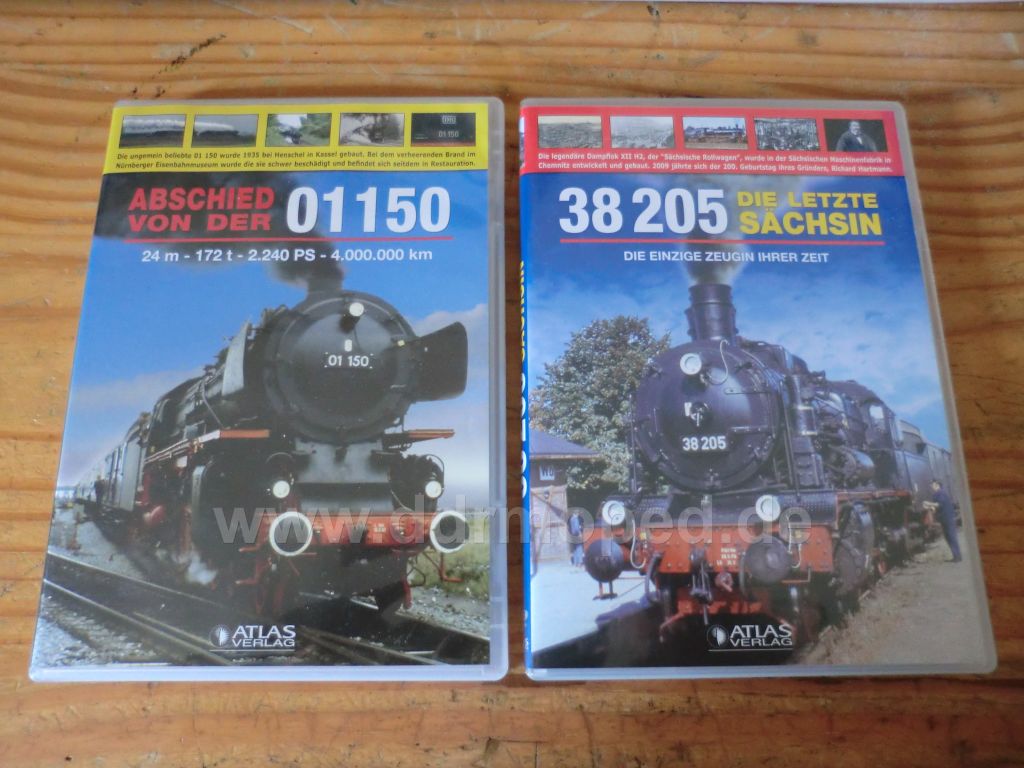 01 150
Die ungemein beliebte 01 150 wurde 1935 bei Henschel in Kassel gebaut. Bei dem verheerenden Brand im
Nürnberger Eisenbahnmuseum wurde die sie schwer beschädigt und befindet sich seitdem in Restauration.
ABSCHIED
VON DER 01150
24 m - 172 t - 2.240 PS - 4.000.000 km
01 150
ATLAS
VERLAG
Die legendäre Dampflok XII H2, der "Sächsische Rollwagen", wurde in der Sächsischen Maschinenfabrik in
Chemnitz entwickelt und gebaut. 2009 jährte sich der 200. Geburtstag ihres Gründers, Richard Hartmann.
38 205 DIE LETZTE
SÄCHSIN
DIE EINZIGE ZEUGIN IHRER ZEIT
38 205
ATLAS
VERLAG
www.ddrmoped.de